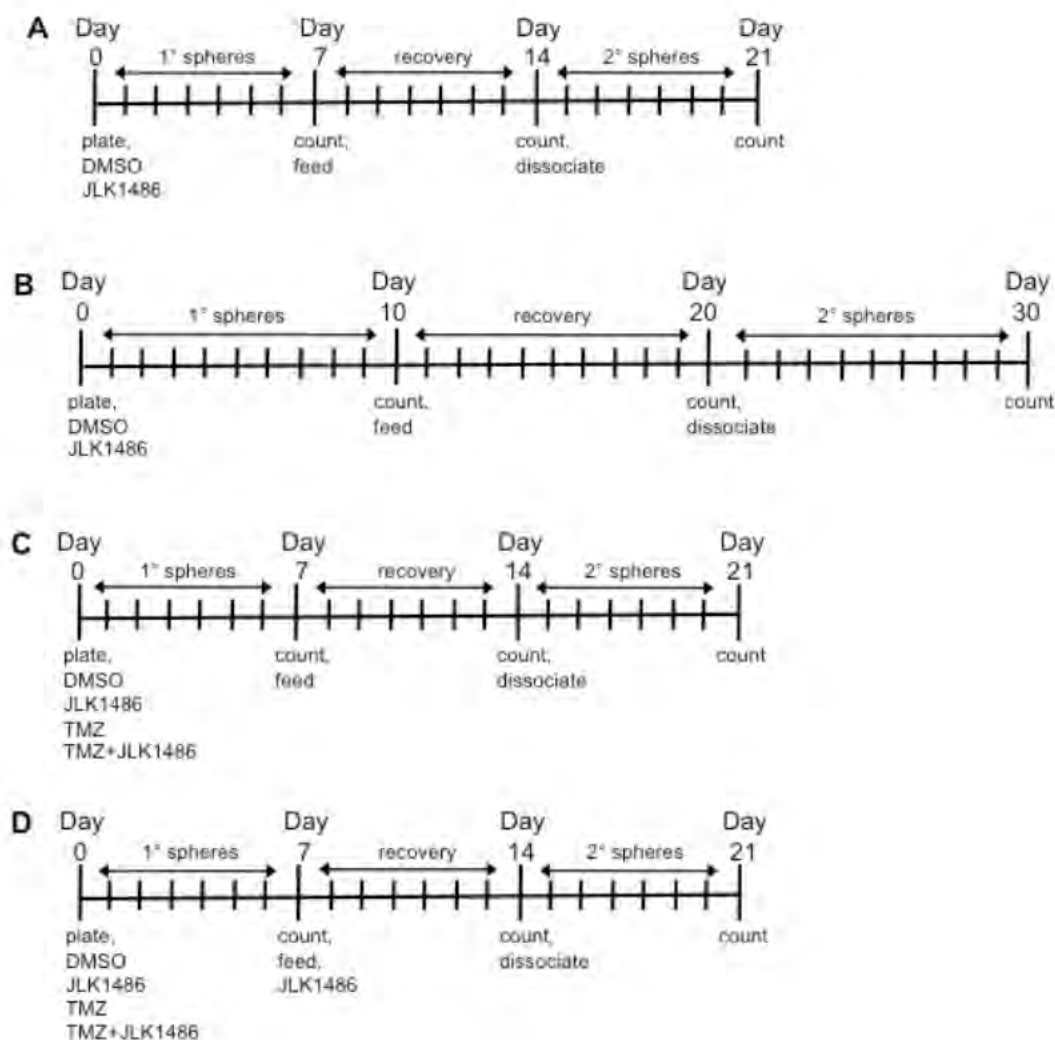 A Day Day Day Day
0 1° spheres 7 recovery 14 2° spheres 21
plate, count, count, count
DMSO feed dissociate
JLK1486
B Day Day Day Day
0 1° spheres 10 recovery 20 2° spheres 30
plate, count, count, count
DMSO feed dissociate
JLK1486
C Day Day Day Day
0 1° spheres 7 recovery 14 2° spheres 21
plate, count, count, count
DMSO feed dissociate
JLK1486
TMZ
TMZ+JLK1486
D Day Day Day Day
0 1° spheres 7 recovery 14 2° spheres 21
plate, count, count, count
DMSO feed, dissociate
JLK1486 JLK1486
TMZ
TMZ+JLK1486